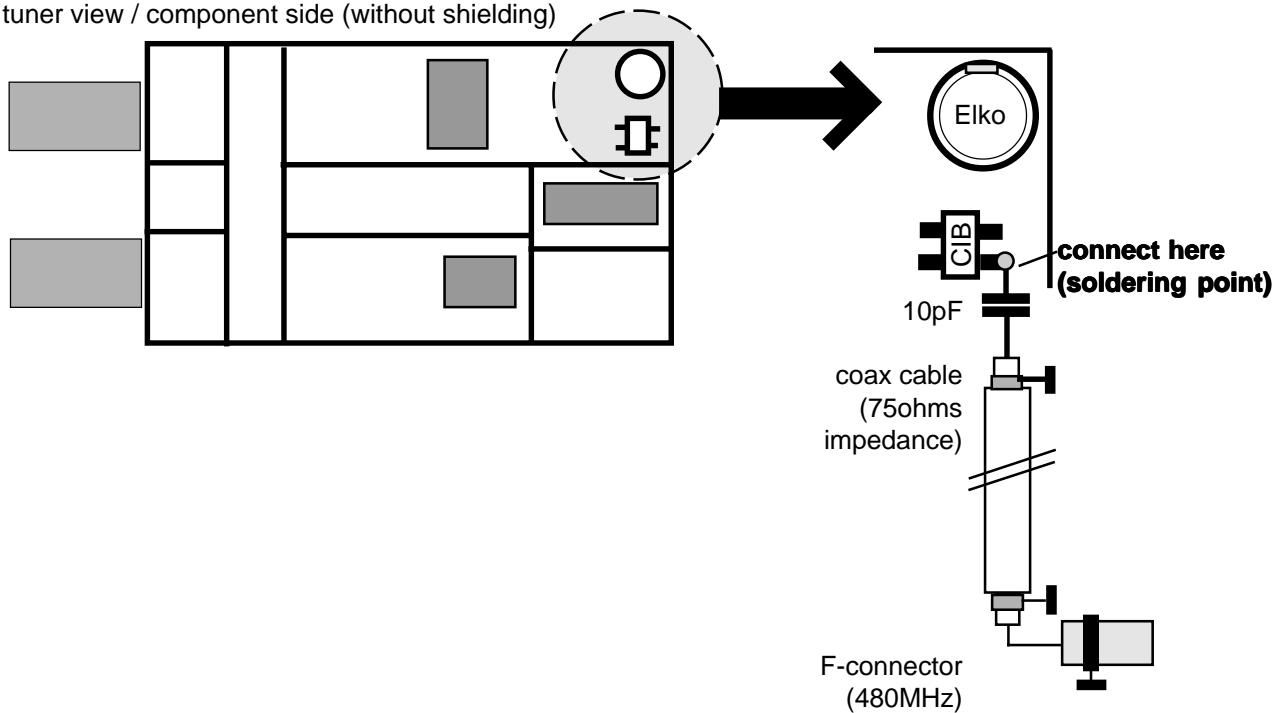 tuner view / component side (without shielding)
Elko
CIB
connect here
(soldering point)
10pF
coax cable
(75ohms
impedance)
F-connector
(480MHz)